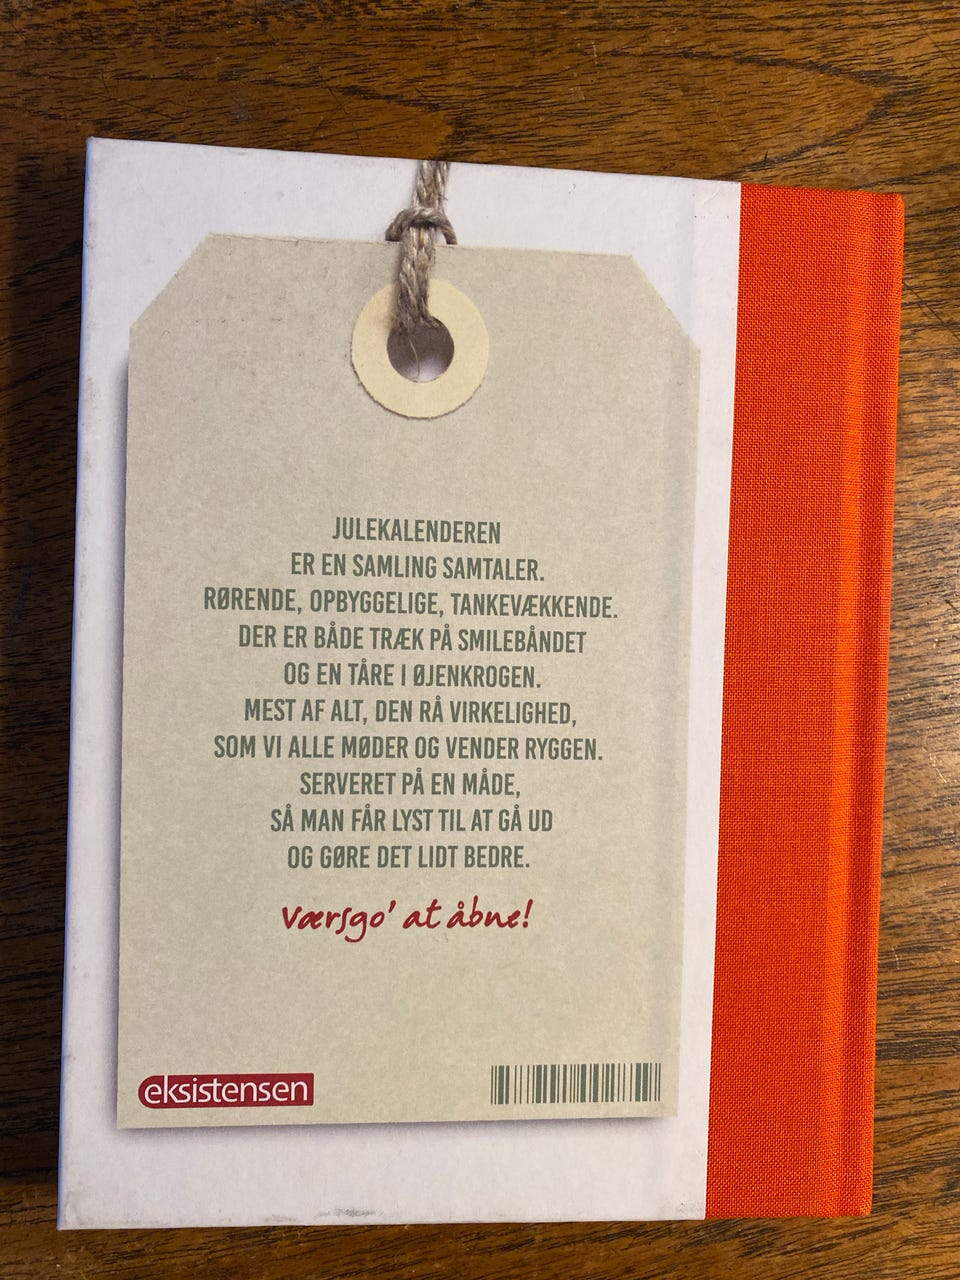 JULEKALENDEREN
ER EN SAMLING SAMTALER.
RØRENDE, OPBYGGELIGE, TANKEVÆKKENDE.
DER ER BÅDE TRÆK PÅ SMILEBÅNDET
OG EN TÅRE I ØJENKROGEN.
MEST AF ALT, DEN RÅ VIRKELIGHED,
SOM VI ALLE MØDER OG VENDER RYGGEN.
SERVERET PÅ EN MÅDE,
SÅ MAN FÅR LYST TIL AT GÅ UD
OG GØRE DET LIDT BEDRE.
Værsgo' at åbne!
eksistensen